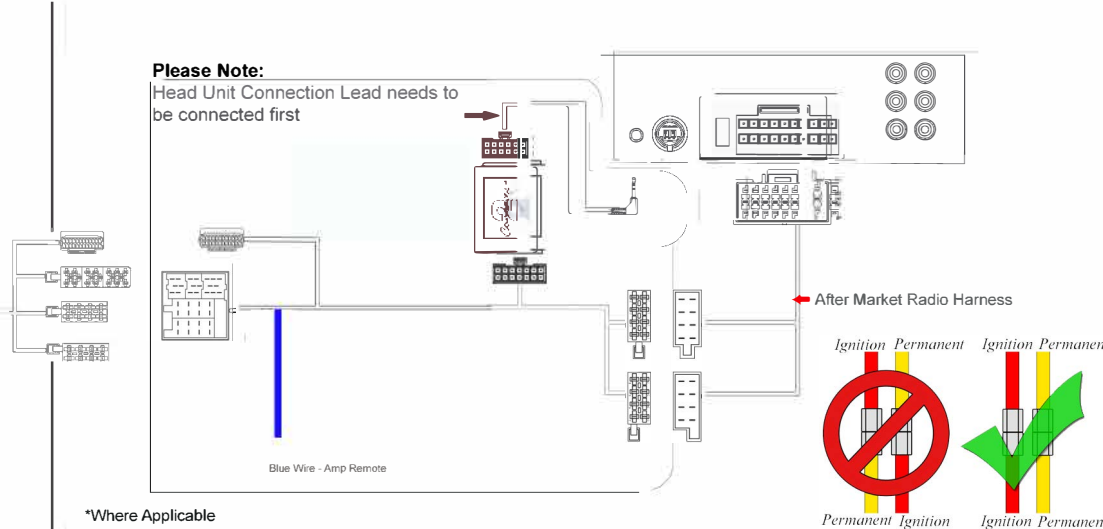 Please Note:
Head Unit Connection Lead needs to
be connected first
After Market Radio Harness
Ignition Permanent
Ignition Permanen
Blue Wire - Amp Remote
*Where Applicable
Permanent Ignition
Ignition Permanen